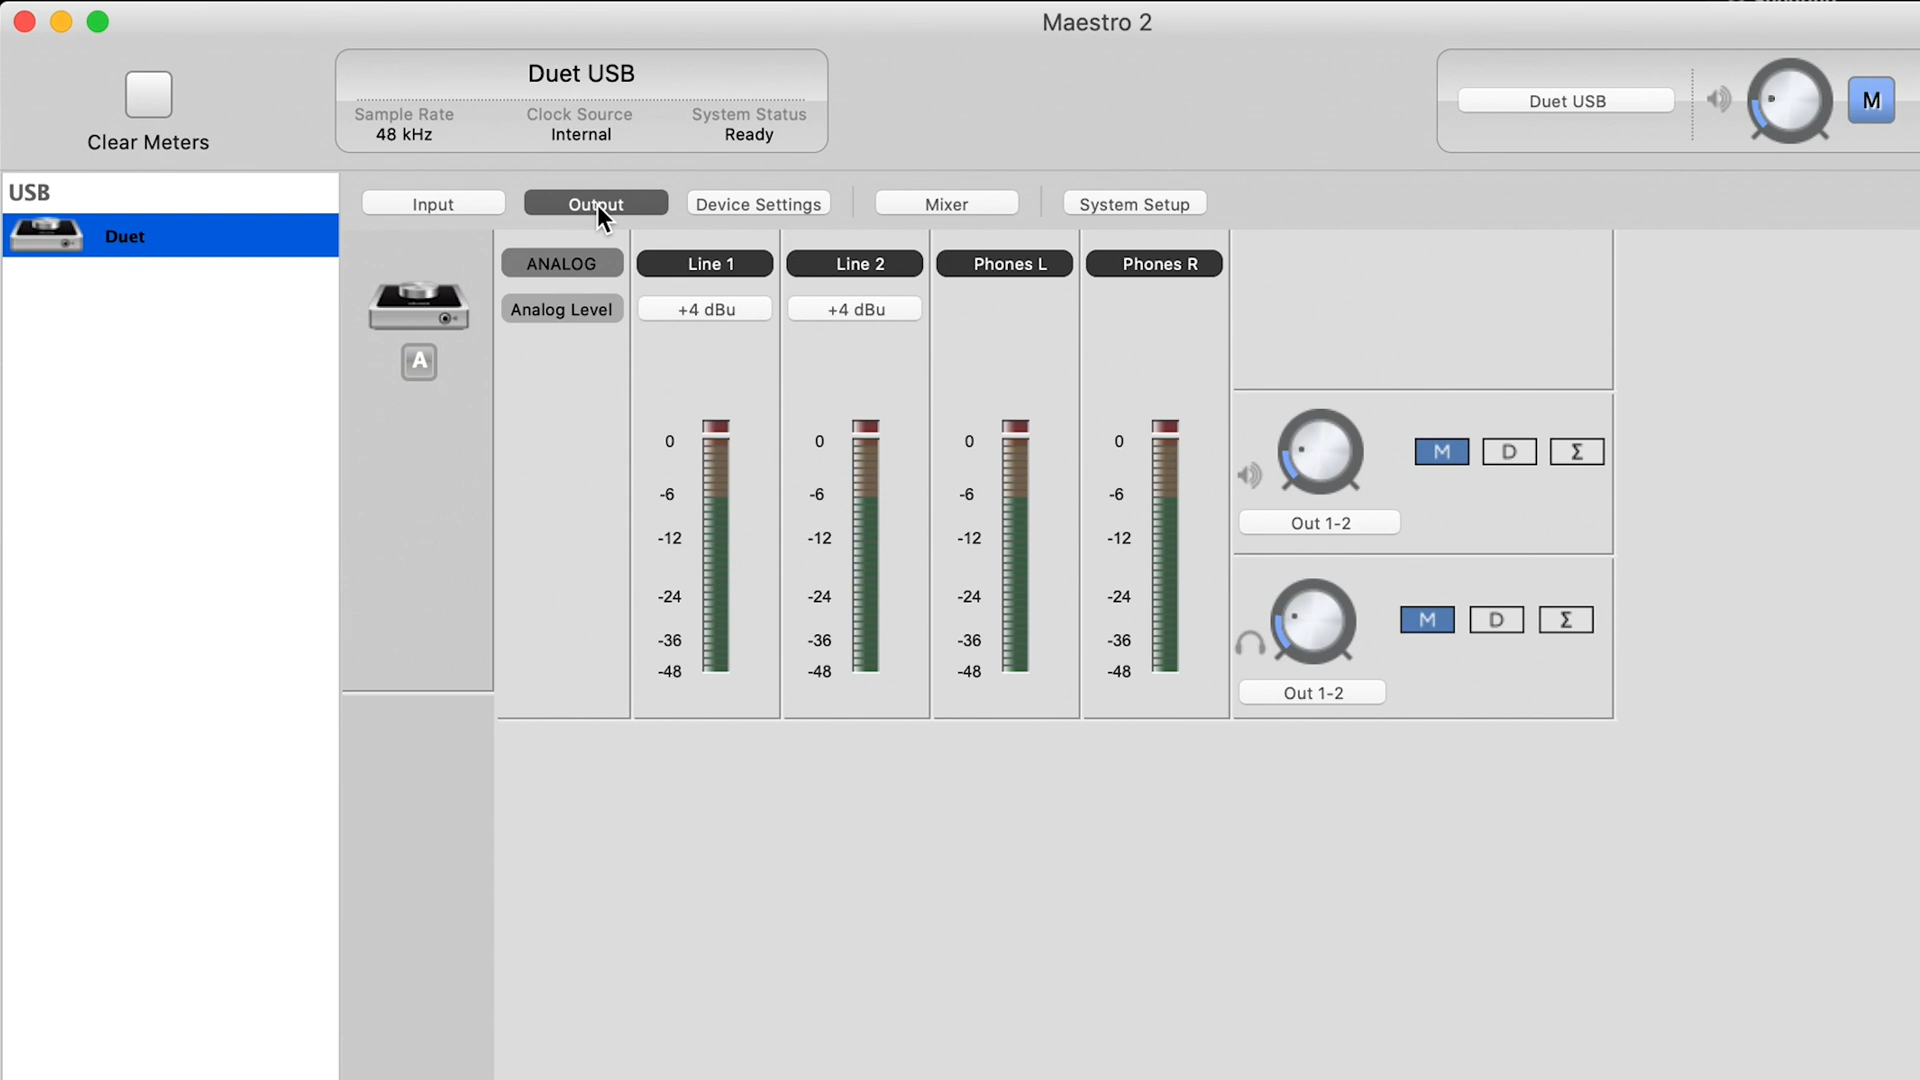 Maestro 2
Duet USB
Sample Rate
48 kHz
Clock Source
Internal
System Status
Ready
Clear Meters
Duet USB
M
USB
Duet
Input
Output
Device Settings
Mixer
System Setup
A
ANALOG
Line 1
Line 2
Phones L
Phones R
Analog Level
+4 dBu
+4 dBu
0
-6
-12
-24
-36
-48
0
-6
-12
-24
-36
-48
0
-6
-12
-24
-36
-48
0
-6
-12
-24
-36
-48
M
D
Σ
Out 1-2
M
D
Σ
Out 1-2